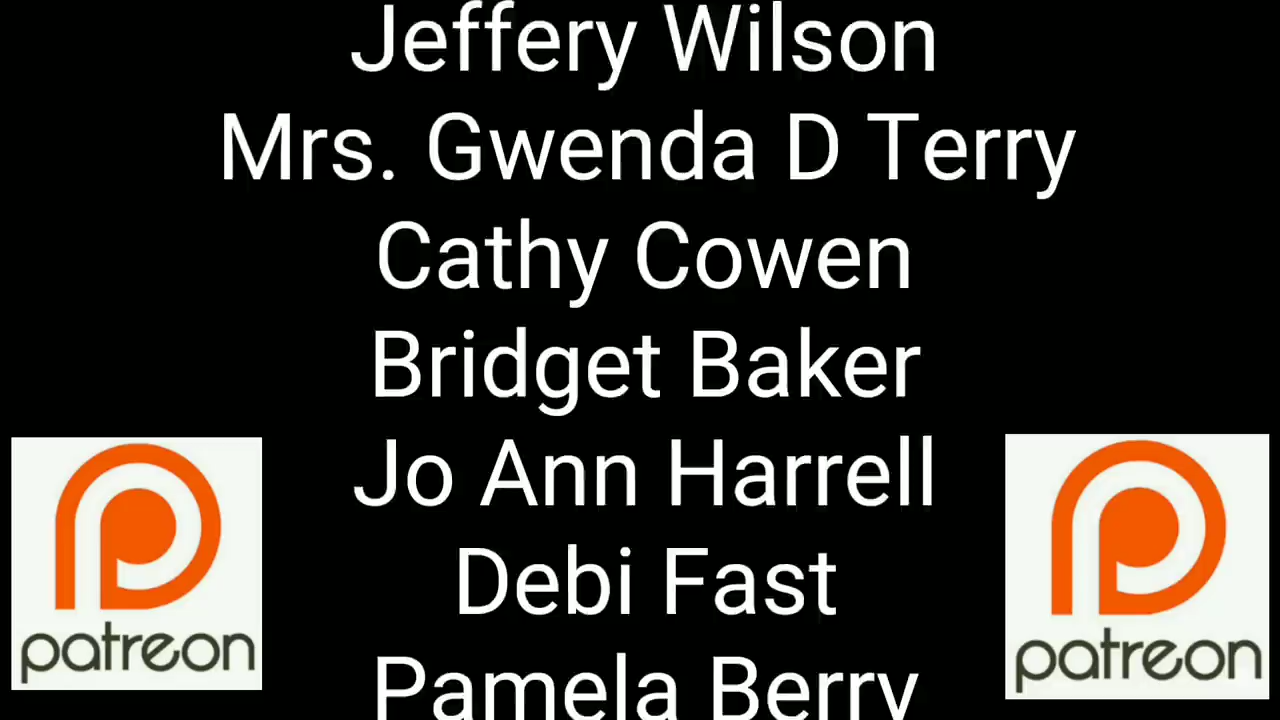 Jeffery Wilson
Mrs. Gwenda D Terry
Cathy Cowen
Bridget Baker
Jo Ann Harrell
Debi Fast
Pamela Berry
patreon
patreon